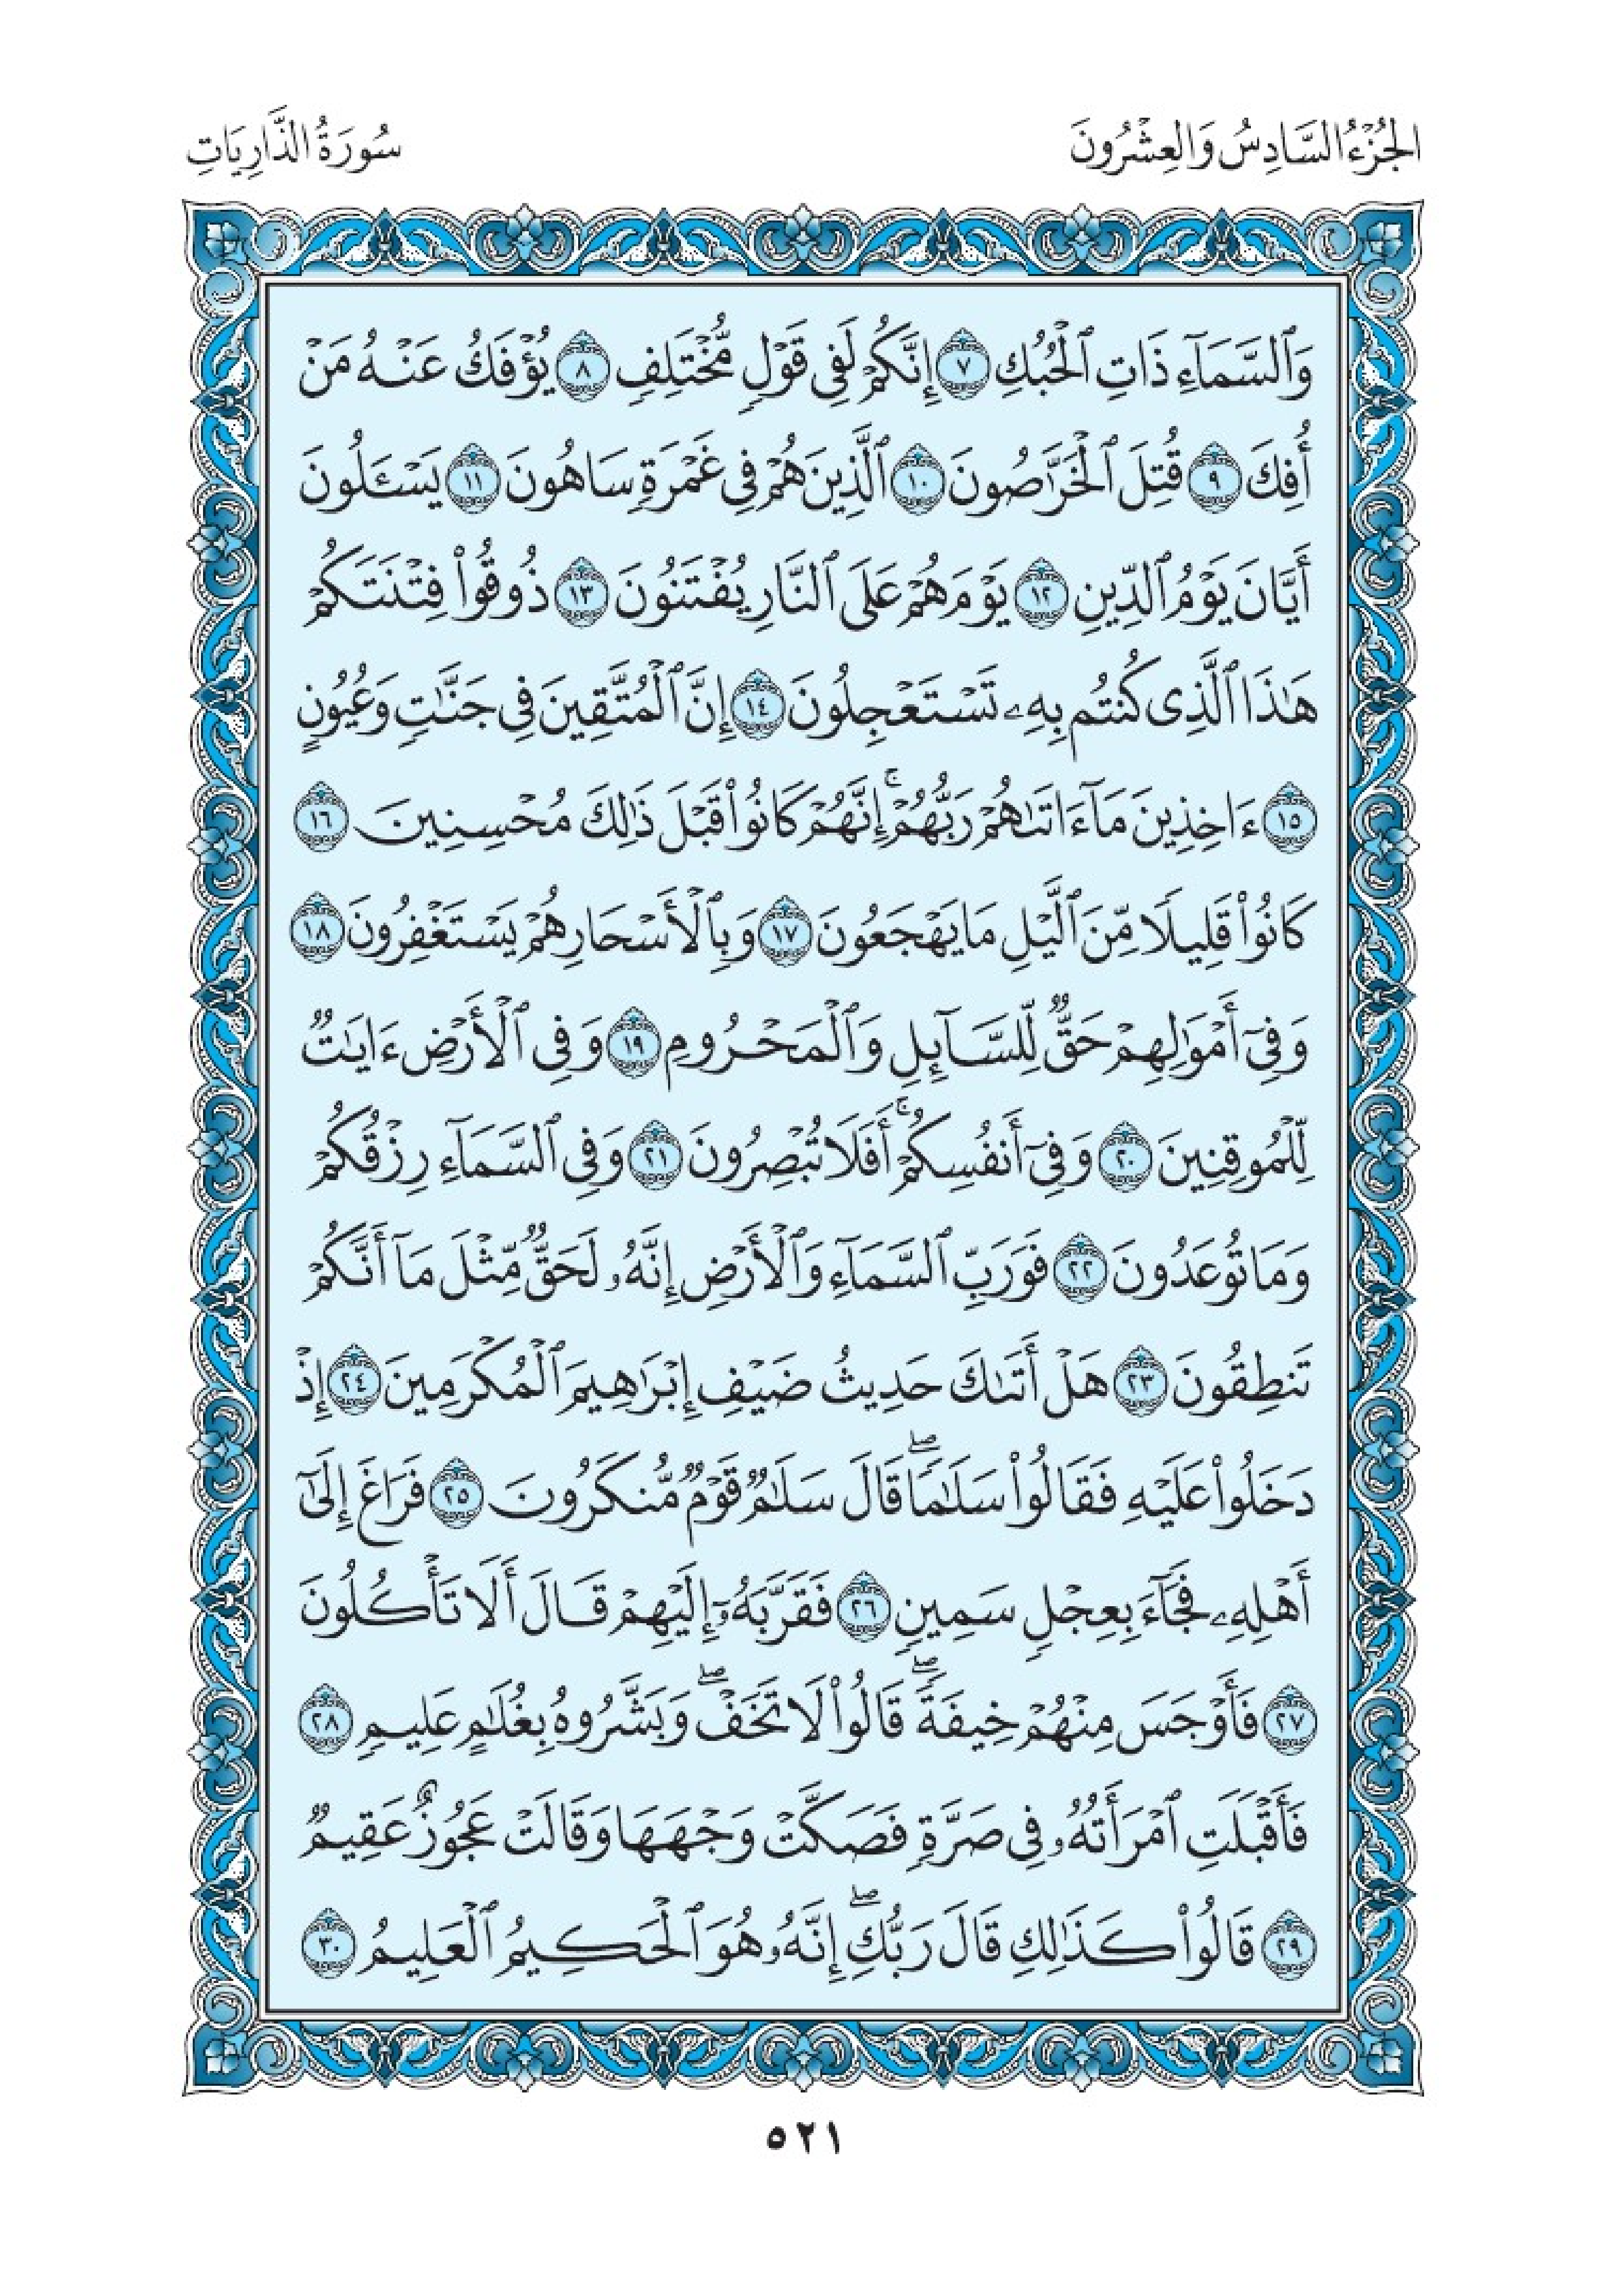 الجُزْءُ السَّادِسُ وَالعِشْرُونَ
سُورَةُ الذَّارِيَاتِ
وَٱلسَّمَآءِ ذَاتِ ٱلْحُبُكِ ٧ إِنَّكُمْ لَفِى قَوْلٍ مُّخْتَلِفٍ ٨ يُؤْفَكُ عَنْهُ مَنْ
أُفِكَ ٩ قُتِلَ ٱلْخَرَّٰصُونَ ١٠ ٱلَّذِينَ هُمْ فِى غَمْرَةٍ سَاهُونَ ١١ يَسْـَٔلُونَ
أَيَّانَ يَوْمُ ٱلدِّينِ ١٢ يَوْمَ هُمْ عَلَى ٱلنَّارِ يُفْتَنُونَ ١٣ ذُوقُوا۟ فِتْنَتَكُمْ
هَٰذَا ٱلَّذِى كُنتُم بِهِۦ تَسْتَعْجِلُونَ ١٤ إِنَّ ٱلْمُتَّقِينَ فِى جَنَّٰتٍ وَعُيُونٍ
١٥ ءَاخِذِينَ مَآ ءَاتَىٰهُمْ رَبُّهُمْ ۚ إِنَّهُمْ كَانُوا۟ قَبْلَ ذَٰلِكَ مُحْسِنِينَ ١٦
كَانُوا۟ قَلِيلًا مِّنَ ٱلَّيْلِ مَا يَهْجَعُونَ ١٧ وَبِٱلْأَسْحَارِ هُمْ يَسْتَغْفِرُونَ ١٨
وَفِىٓ أَمْوَٰلِهِمْ حَقٌّ لِّلسَّآئِلِ وَٱلْمَحْرُومِ ١٩ وَفِى ٱلْأَرْضِ ءَايَٰتٌ
لِّلْمُوقِنِينَ ٢٠ وَفِىٓ أَنفُسِكُمْ ۚ أَفَلَا تُبْصِرُونَ ٢١ وَفِى ٱلسَّمَآءِ رِزْقُكُمْ
وَمَا تُوعَدُونَ ٢٢ فَوَرَبِّ ٱلسَّمَآءِ وَٱلْأَرْضِ إِنَّهُۥ لَحَقٌّ مِّثْلَ مَآ أَنَّكُمْ
تَنطِقُونَ ٢٣ هَلْ أَتَىٰكَ حَدِيثُ ضَيْفِ إِبْرَٰهِيمَ ٱلْمُكْرَمِينَ ٢٤ إِذْ
دَخَلُوا۟ عَلَيْهِ فَقَالُوا۟ سَلَٰمًا ۖ قَالَ سَلَٰمٌ قَوْمٌ مُّنكَرُونَ ٢٥ فَرَاغَ إِلَىٰٓ
أَهْلِهِۦ فَجَآءَ بِعِجْلٍ سَمِينٍ ٢٦ فَقَرَّبَهُۥٓ إِلَيْهِمْ قَالَ أَلَا تَأْكُلُونَ
٢٧ فَأَوْجَسَ مِنْهُمْ خِيفَةً ۖ قَالُوا۟ لَا تَخَفْ ۖ وَبَشَّرُوهُ بِغُلَٰمٍ عَلِيمٍ ٢٨
فَأَقْبَلَتِ ٱمْرَأَتُهُۥ فِى صَرَّةٍ فَصَكَّتْ وَجْهَهَا وَقَالَتْ عَجُوزٌ عَقِيمٌ
٢٩ قَالُوا۟ كَذَٰلِكِ قَالَ رَبُّكِ ۖ إِنَّهُۥ هُوَ ٱلْحَكِيمُ ٱلْعَلِيمُ ٣٠
٥٢١